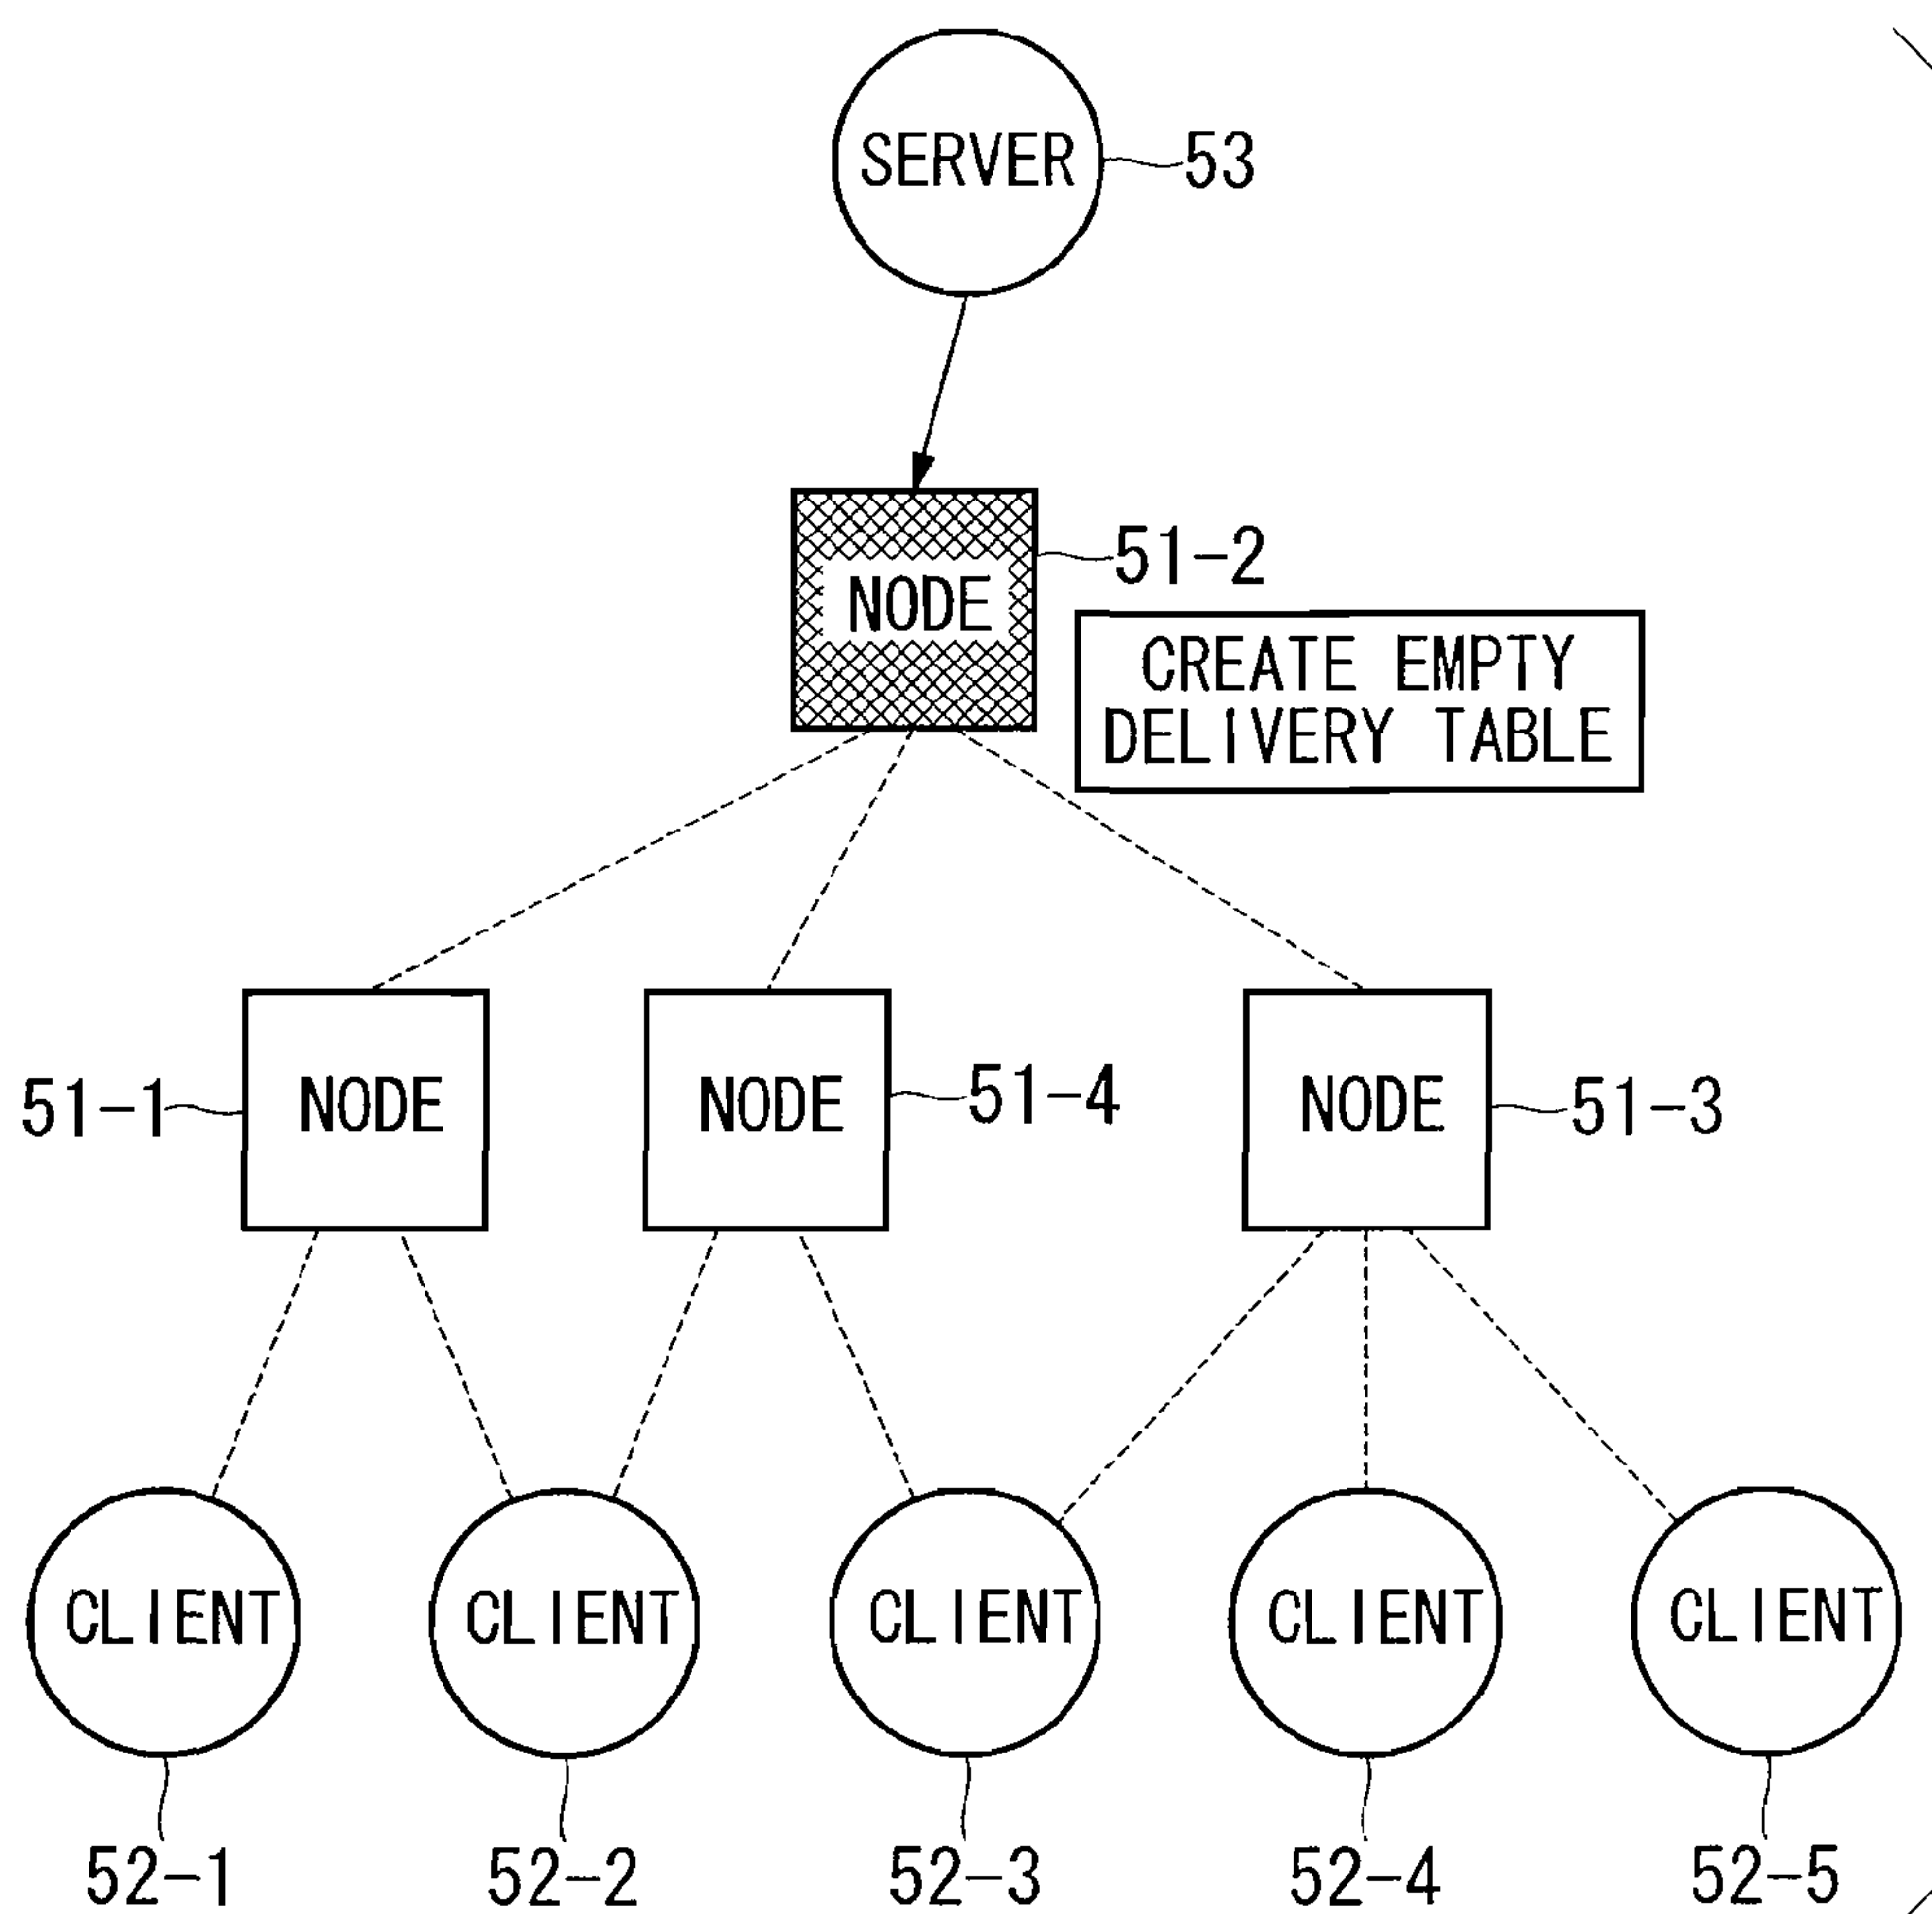 SERVER
53
NODE
51-2
CREATE EMPTY
DELIVERY TABLE
51-1
NODE
NODE
51-4
NODE
51-3
CLIENT
CLIENT
CLIENT
CLIENT
CLIENT
52-1
52-2
52-3
52-4
52-5